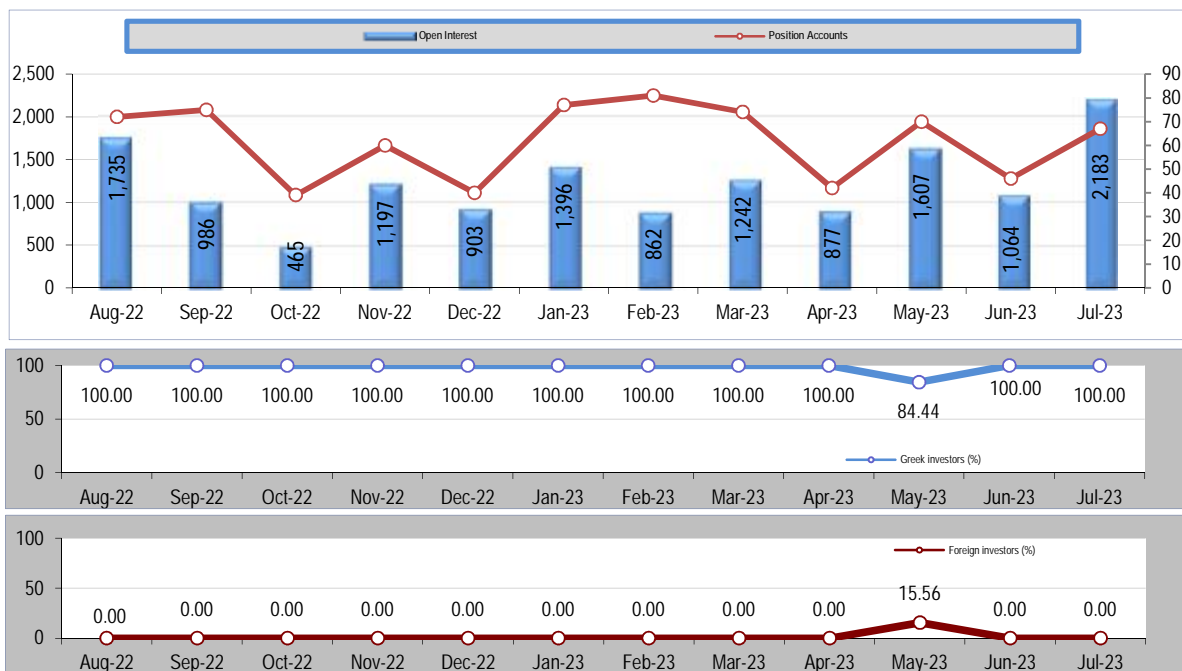 Open Interest Position Accounts
2,500 90
2,000 80
1,500 70
1,000 60
500 50
0 40
30
20
10
0
1,735 986 465 1,197 903 1,396 862 1,242 877 1,607 1,064 2,183
Aug-22 Sep-22 Oct-22 Nov-22 Dec-22 Jan-23 Feb-23 Mar-23 Apr-23 May-23 Jun-23 Jul-23
100
100.00 100.00 100.00 100.00 100.00 100.00 100.00 100.00 100.00 84.44 100.00 100.00
50
Greek investors (%)
0
Aug-22 Sep-22 Oct-22 Nov-22 Dec-22 Jan-23 Feb-23 Mar-23 Apr-23 May-23 Jun-23 Jul-23
100
Foreign investors (%)
50
0.00 0.00 0.00 0.00 0.00 0.00 0.00 0.00 0.00 15.56 0.00 0.00
0
Aug-22 Sep-22 Oct-22 Nov-22 Dec-22 Jan-23 Feb-23 Mar-23 Apr-23 May-23 Jun-23 Jul-23